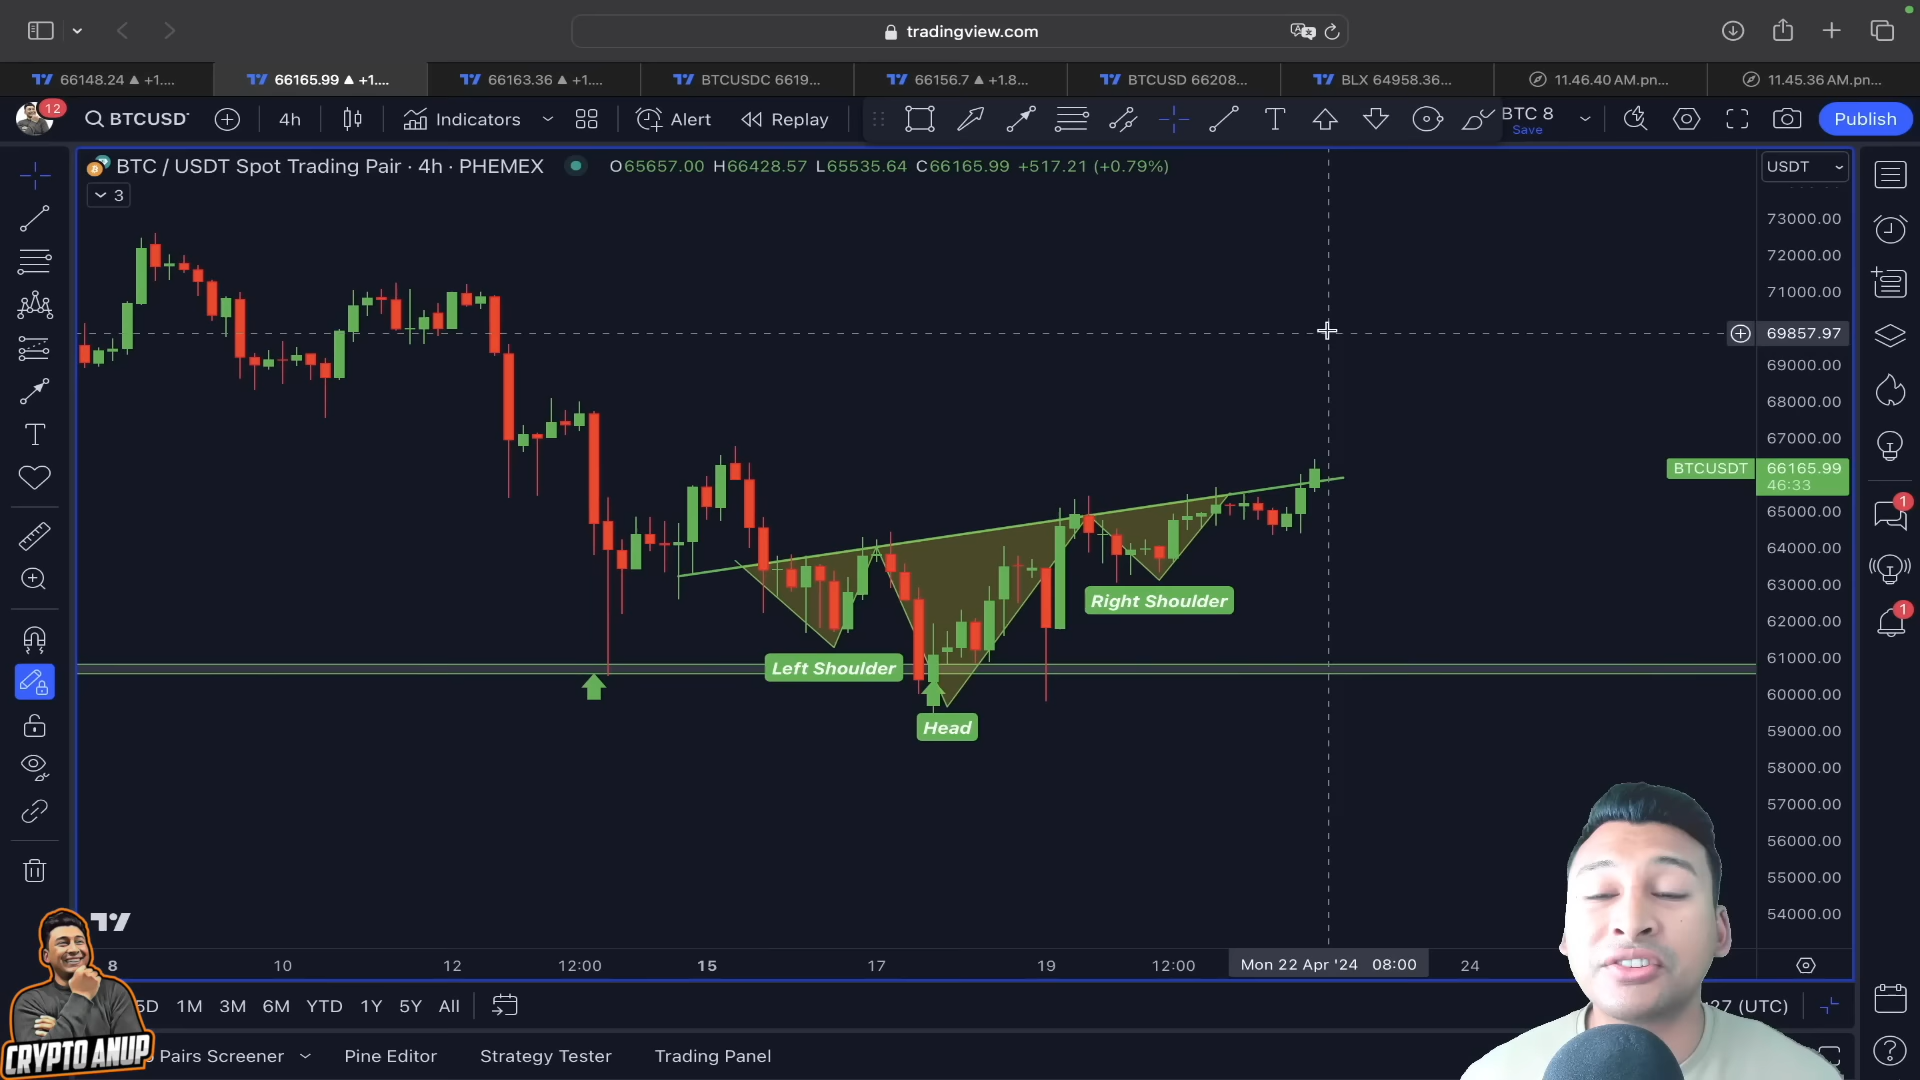 tradingview.com
66148.24 ▲ +1....
66165.99 ▲ +1....
66163.36 ▲ +1....
BTCUSDC 6619...
66156.7 ▲ +1.8...
BTCUSD 66208...
BLX 64958.36...
11.46.40 AM.pn...
11.45.36 AM.pn...
12
BTCUSD
4h
Indicators
Alert
Replay
BTC 8
Save
Publish
BTC / USDT Spot Trading Pair · 4h · PHEMEX
O65657.00 H66428.57 L65535.64 C66165.99 +517.21 (+0.79%)
USDT
3
73000.00
72000.00
71000.00
69857.97
69000.00
68000.00
67000.00
BTCUSDT 66165.99
46:33
65000.00
64000.00
63000.00
62000.00
61000.00
60000.00
59000.00
58000.00
57000.00
56000.00
55000.00
54000.00
Left Shoulder
Head
Right Shoulder
1
1
8
10
12
12:00
15
17
19
12:00
Mon 22 Apr '24 08:00
24
5D
1M
3M
6M
YTD
1Y
5Y
All
27 (UTC)
CRYPTO ANUP
Pairs Screener
Pine Editor
Strategy Tester
Trading Panel